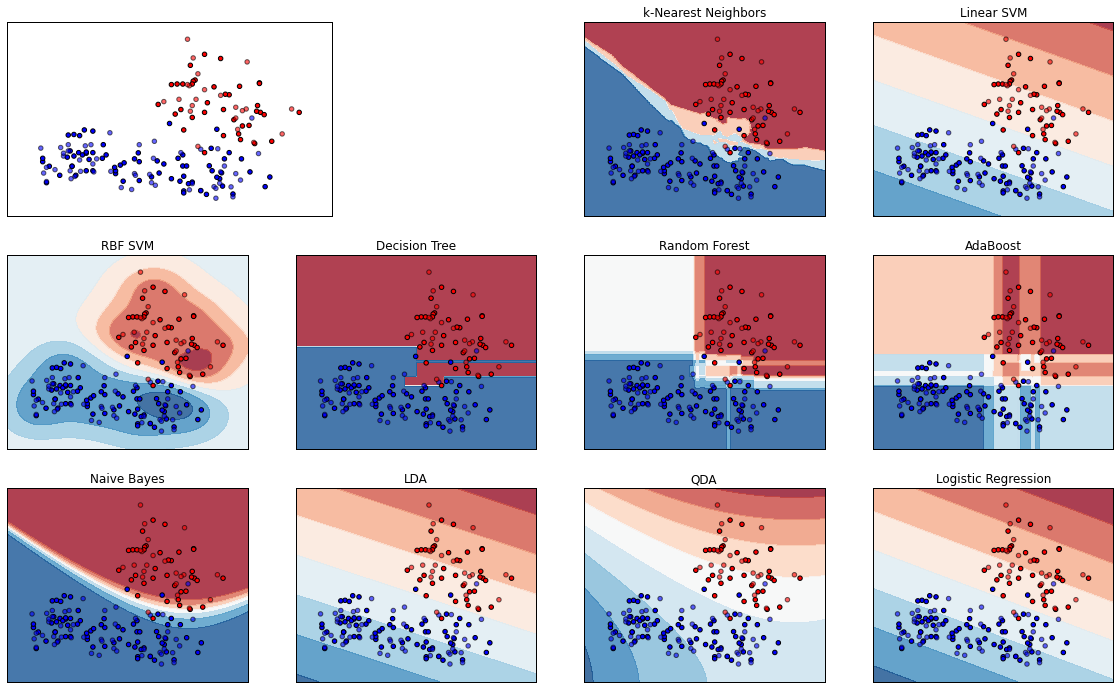 k-Nearest Neighbors
Linear SVM
RBF SVM
Decision Tree
Random Forest
AdaBoost
Naive Bayes
LDA
QDA
Logistic Regression